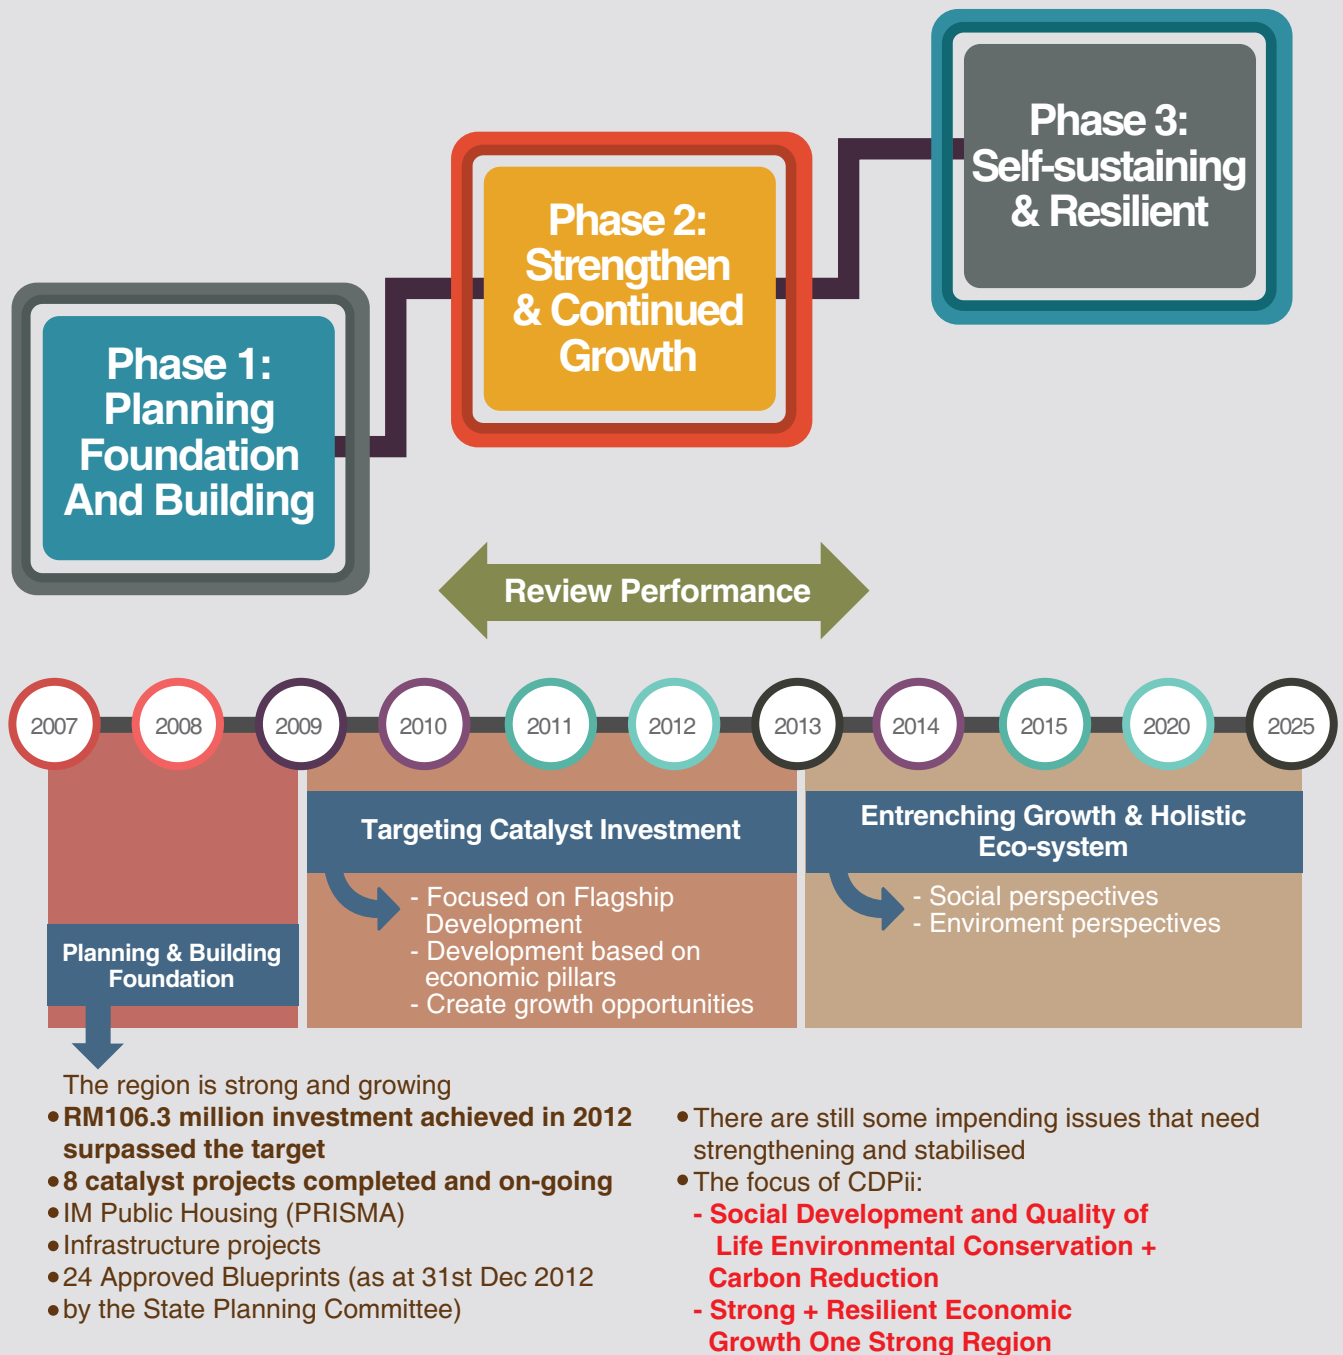 Phase 1:
Planning
Foundation
And Building
Phase 2:
Strengthen
& Continued
Growth
Phase 3:
Self-sustaining
& Resilient
Review Performance
2007
2008
2009
2010
2011
2012
2013
2014
2015
2020
2025
Planning & Building
Foundation
Targeting Catalyst Investment
- Focused on Flagship
Development
- Development based on
economic pillars
- Create growth opportunities
Entrenching Growth & Holistic
Eco-system
- Social perspectives
- Enviroment perspectives
The region is strong and growing
• RM106.3 million investment achieved in 2012
surpassed the target
• 8 catalyst projects completed and on-going
• IM Public Housing (PRISMA)
• Infrastructure projects
• 24 Approved Blueprints (as at 31st Dec 2012
• by the State Planning Committee)
• There are still some impending issues that need
strengthening and stabilised
• The focus of CDPii:
- Social Development and Quality of
Life Environmental Conservation +
Carbon Reduction
- Strong + Resilient Economic
Growth One Strong Region